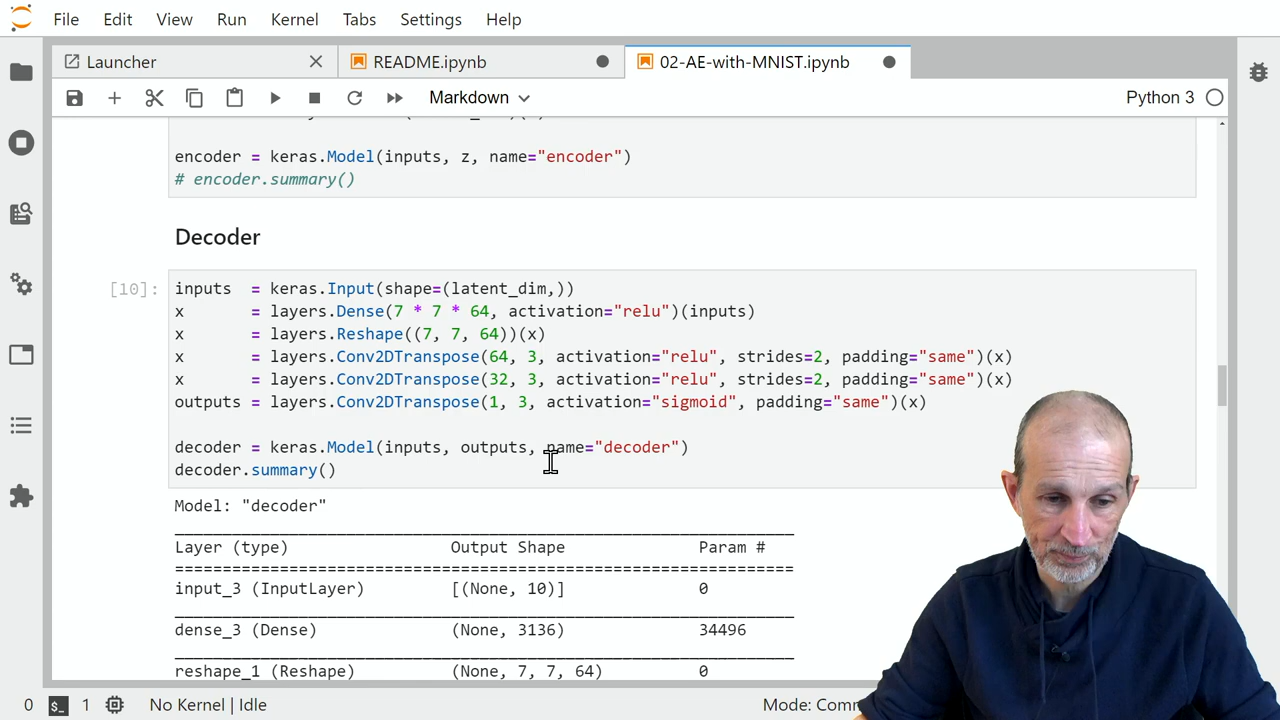 File Edit View Run Kernel Tabs Settings Help
Launcher README.ipynb 02-AE-with-MNIST.ipynb
Markdown Python 3
encoder = keras.Model(inputs, z, name="encoder")
# encoder.summary()
Decoder
[10]: inputs = keras.Input(shape=(latent_dim,))
x = layers.Dense(7 * 7 * 64, activation="relu")(inputs)
x = layers.Reshape((7, 7, 64))(x)
x = layers.Conv2DTranspose(64, 3, activation="relu", strides=2, padding="same")(x)
x = layers.Conv2DTranspose(32, 3, activation="relu", strides=2, padding="same")(x)
outputs = layers.Conv2DTranspose(1, 3, activation="sigmoid", padding="same")(x)
decoder = keras.Model(inputs, outputs, name="decoder")
decoder.summary()
Model: "decoder"
Layer (type) Output Shape Param #
input_3 (InputLayer) [(None, 10)] 0
dense_3 (Dense) (None, 3136) 34496
reshape_1 (Reshape) (None, 7, 7, 64) 0
0 1 No Kernel | Idle Mode: